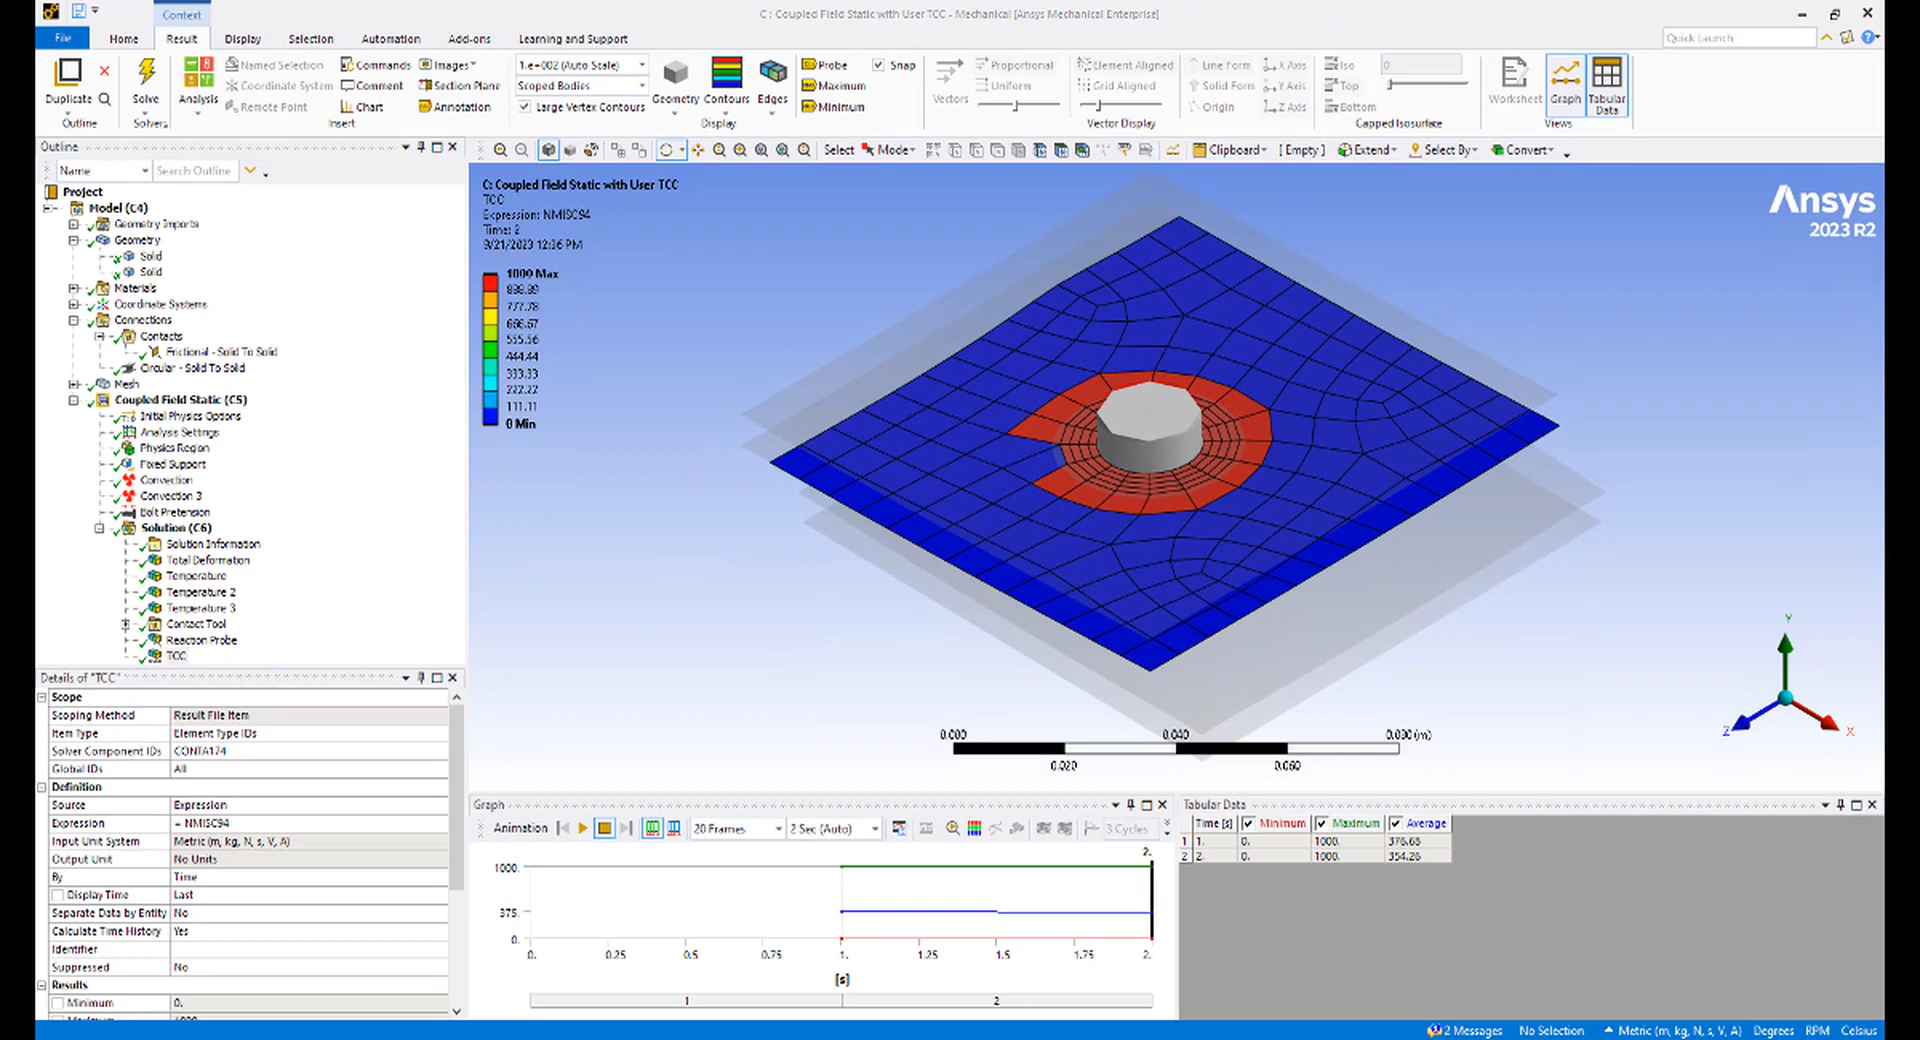 Context
C : Coupled Field Static with User TCC - Mechanical [Ansys Mechanical Enterprise]
File Home Result Display Selection Automation Add-ons Learning and Support Quick Launch
Duplicate Solve Analysis Named Selection Commands Images 1.e+002 (Auto Scale) Geometry Contours Edges Probe Snap Vectors Proportional Element Aligned Line Form X Axis Iso 0 Worksheet Graph Tabular Data
Coordinate System Comment Section Plane Scoped Bodies Maximum Uniform Grid Aligned Solid Form Y Axis Top
Remote Point Chart Annotation Large Vertex Contours Minimum Origin Z Axis Bottom
Outline Solvers Insert Display Vector Display Capped Isosurface Views
Outline
Select Mode Clipboard [ Empty ] Extend Select By Convert
Name Search Outline
Project
Model (C4)
Geometry Imports
Geometry
Solid
Solid
Materials
Coordinate Systems
Connections
Contacts
Frictional - Solid To Solid
Circular - Solid To Solid
Mesh
Coupled Field Static (C5)
Initial Physics Options
Analysis Settings
Physics Region
Fixed Support
Convection
Convection 3
Bolt Pretension
Solution (C6)
Solution Information
Total Deformation
Temperature
Temperature 2
Temperature 3
Contact Tool
Reaction Probe
TCC
C: Coupled Field Static with User TCC
TCC
Expression: NMISC94
Time: 2
9/21/2023 12:36 PM
1000 Max
888.89
777.78
666.67
555.56
444.44
333.33
222.22
111.11
0 Min
Ansys
2023 R2
Y
Z X
0.000 0.040 0.080 (m)
0.020 0.060
Details of "TCC"
Scope
Scoping Method Result File Item
Item Type Element Type IDs
Solver Component IDs CONTA174
Global IDs All
Definition
Source Expression
Expression = NMISC94
Input Unit System Metric (m, kg, N, s, V, A)
Output Unit No Units
By Time
Display Time Last
Separate Data by Entity No
Calculate Time History Yes
Identifier
Suppressed No
Results
Minimum 0.
Graph
Animation 20 Frames 2 Sec (Auto) 3 Cycles
2.
1000.
375.
0.
0. 0.25 0.5 0.75 1. 1.25 1.5 1.75 2.
[s]
1 2
Tabular Data
Time [s] Minimum Maximum Average
1 1. 0. 1000. 376.68
2 2. 0. 1000. 354.26
2 Messages No Selection Metric (m, kg, N, s, V, A) Degrees RPM Celsius